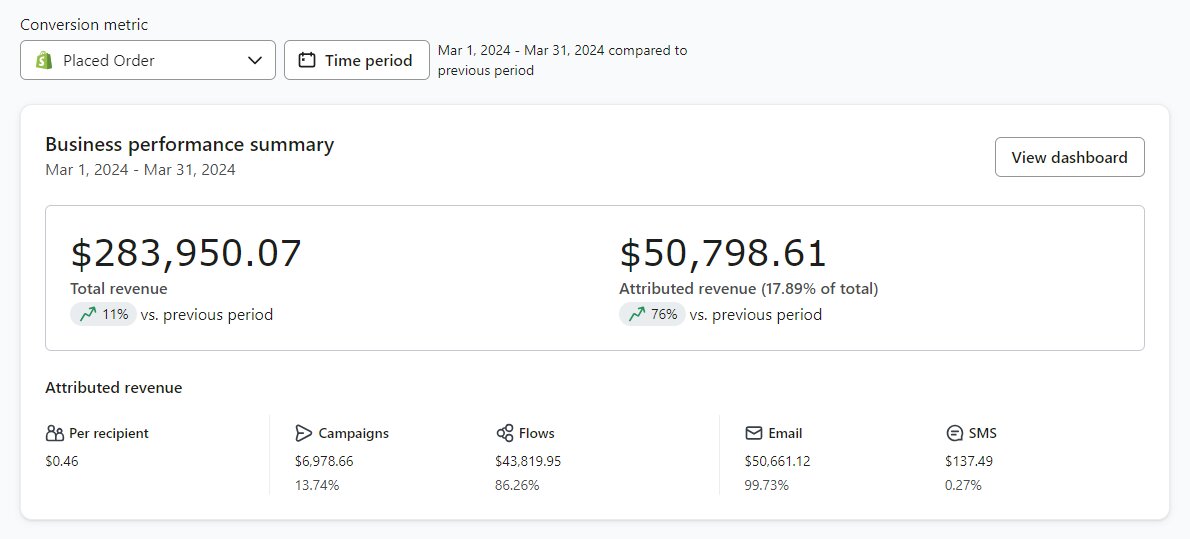 Conversion metric
Placed Order
Time period
Mar 1, 2024 - Mar 31, 2024 compared to
previous period
Business performance summary
Mar 1, 2024 - Mar 31, 2024
View dashboard
$283,950.07
Total revenue
11% vs. previous period
$50,798.61
Attributed revenue (17.89% of total)
76% vs. previous period
Attributed revenue
Per recipient
$0.46
Campaigns
$6,978.66
13.74%
Flows
$43,819.95
86.26%
Email
$50,661.12
99.73%
SMS
$137.49
0.27%